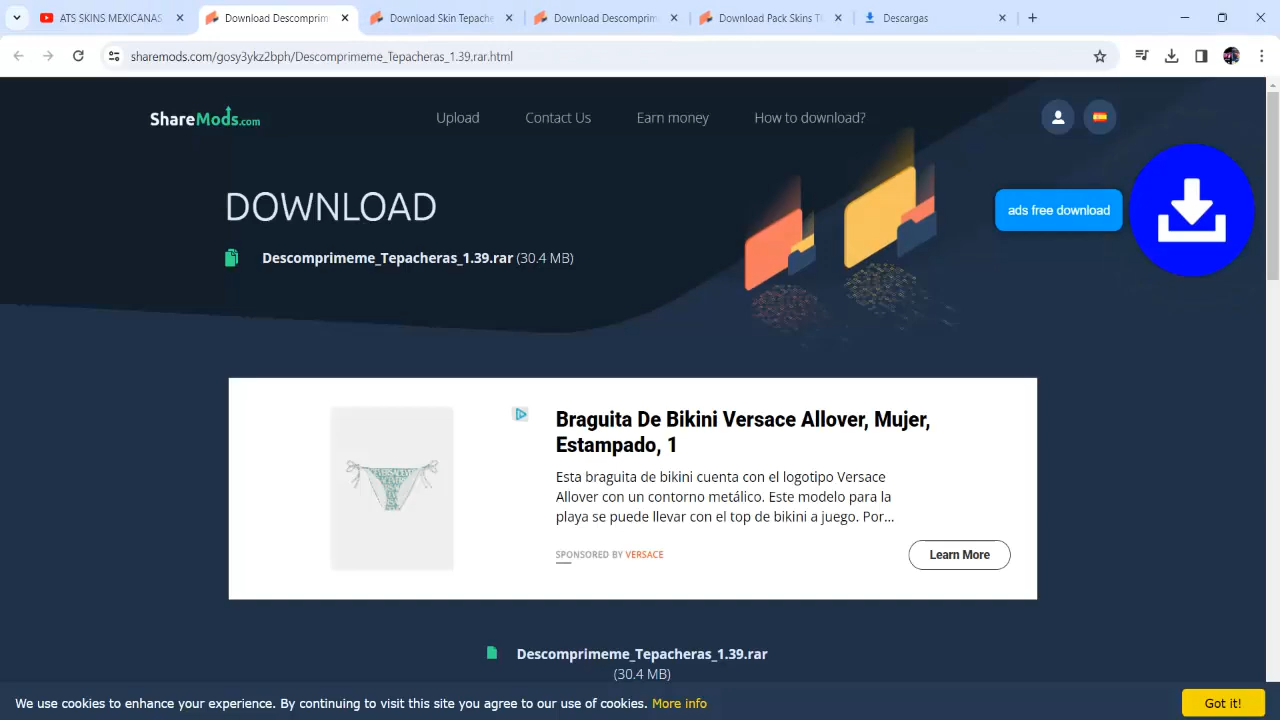 ATS SKINS MEXICANAS
Download Descomprim
Download Skin Tepache
Download Descomprim
Download Pack Skins T
Descargas
sharemods.com/gosy3ykz2bph/Descomprimeme_Tepacheras_1.39.rar.html
ShareMods.com
Upload
Contact Us
Earn money
How to download?
DOWNLOAD
ads free download
Descomprimeme_Tepacheras_1.39.rar (30.4 MB)
Braguita De Bikini Versace Allover, Mujer,
Estampado, 1
Esta braguita de bikini cuenta con el logotipo Versace
Allover con un contorno metálico. Este modelo para la
playa se puede llevar con el top de bikini a juego. Por...
SPONSORED BY VERSACE
Learn More
Descomprimeme_Tepacheras_1.39.rar
(30.4 MB)
We use cookies to enhance your experience. By continuing to visit this site you agree to our use of cookies. More info
Got it!